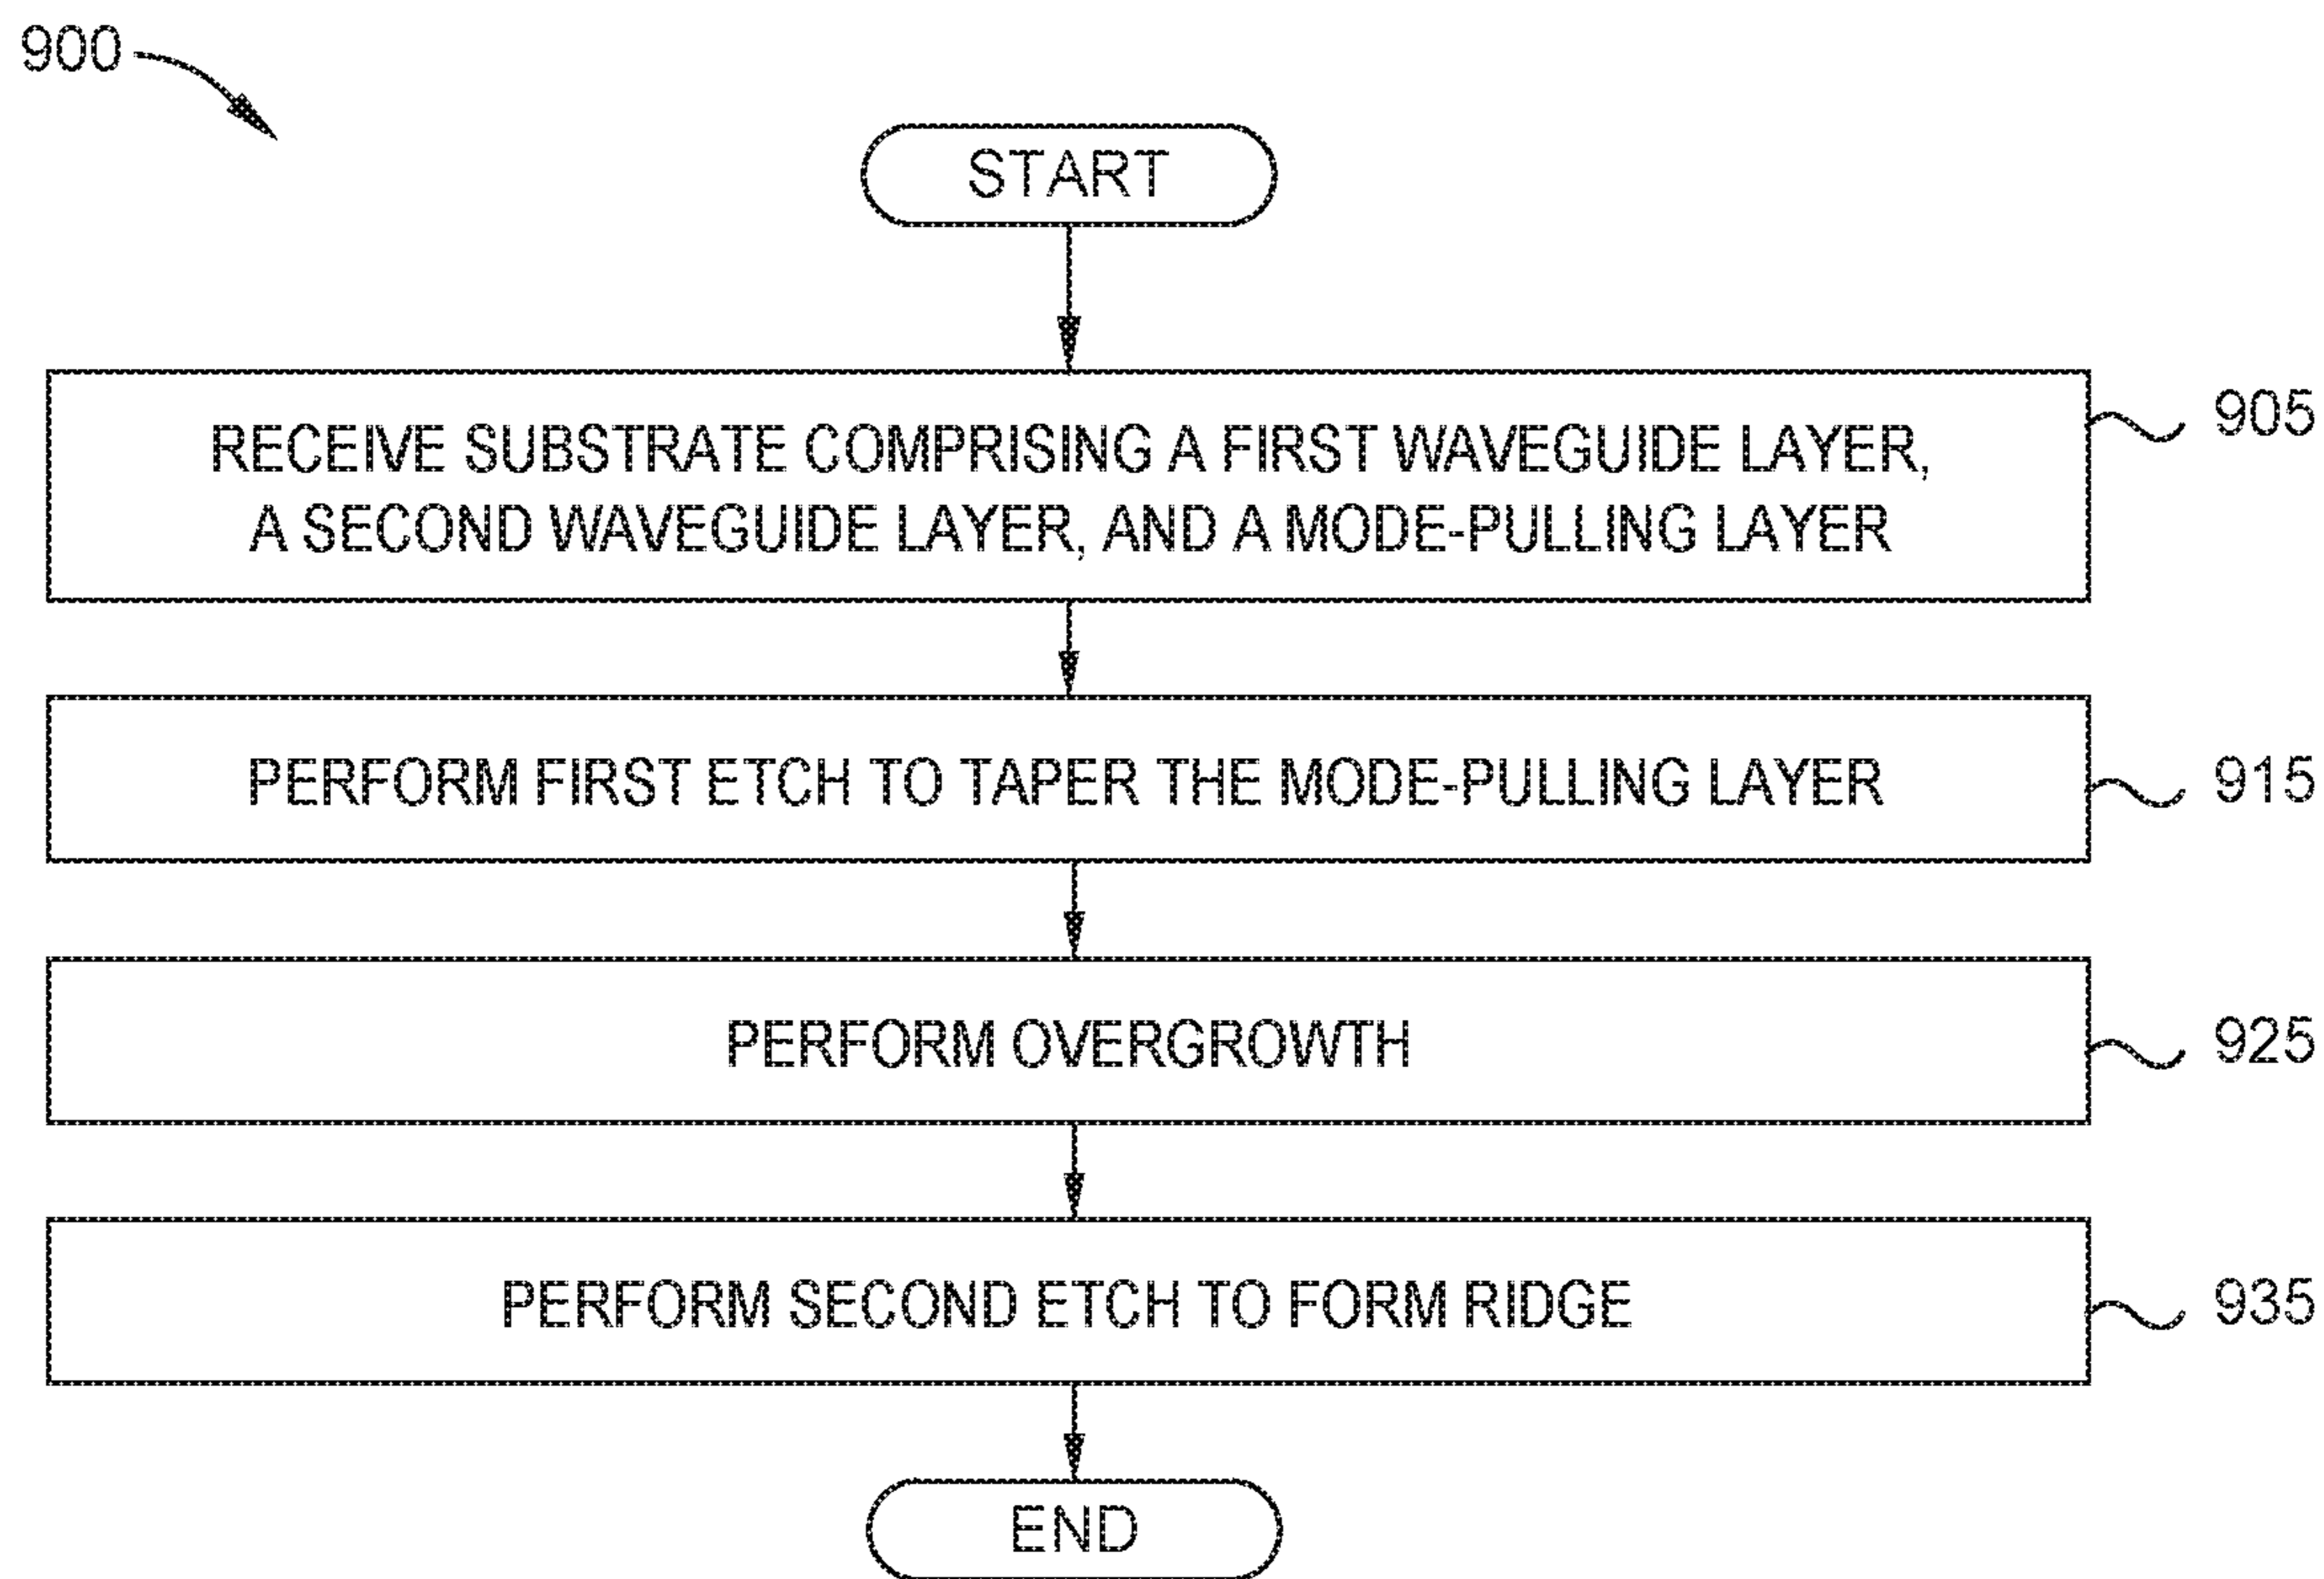 900
START
RECEIVE SUBSTRATE COMPRISING A FIRST WAVEGUIDE LAYER,
A SECOND WAVEGUIDE LAYER, AND A MODE-PULLING LAYER
905
PERFORM FIRST ETCH TO TAPER THE MODE-PULLING LAYER
915
PERFORM OVERGROWTH
925
PERFORM SECOND ETCH TO FORM RIDGE
935
END